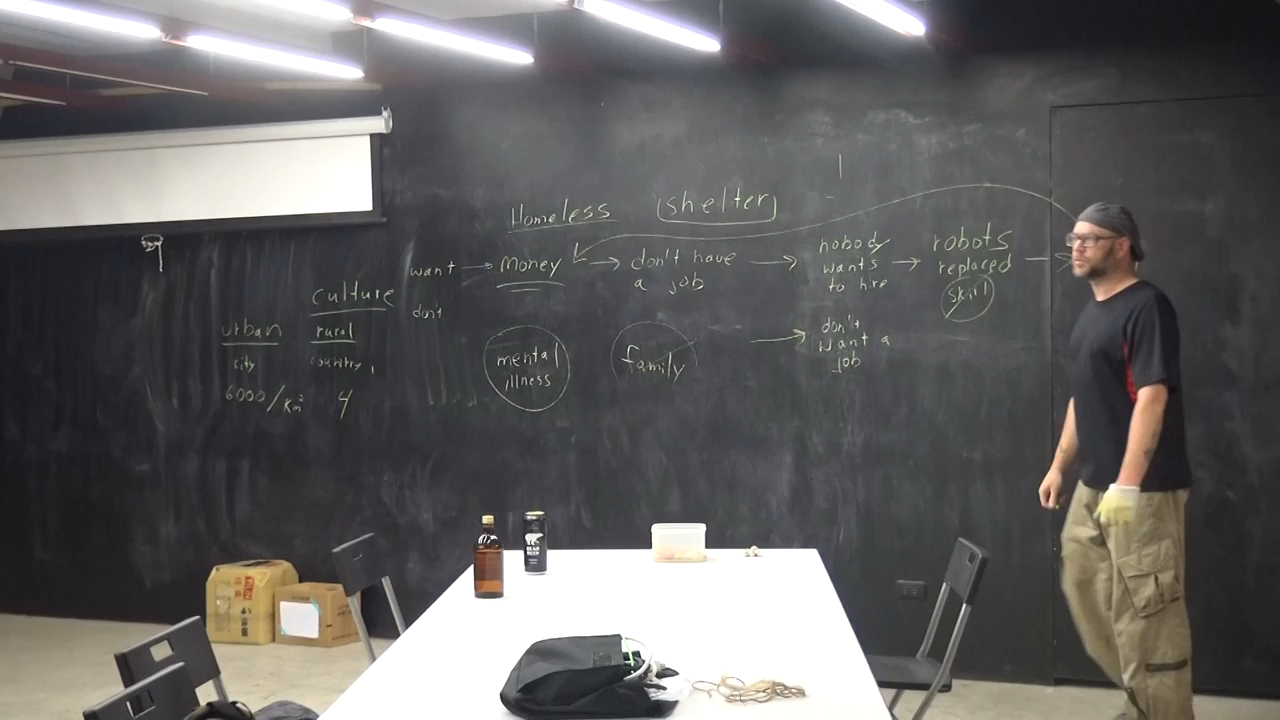 Homeless (shelter)
want → Money → don't have a job → nobody wants to hire → robots replaced skill
don't
mental illness
family
→ don't want a job
culture
urban rural
city country
6000/Km² 4
BEAR BEER